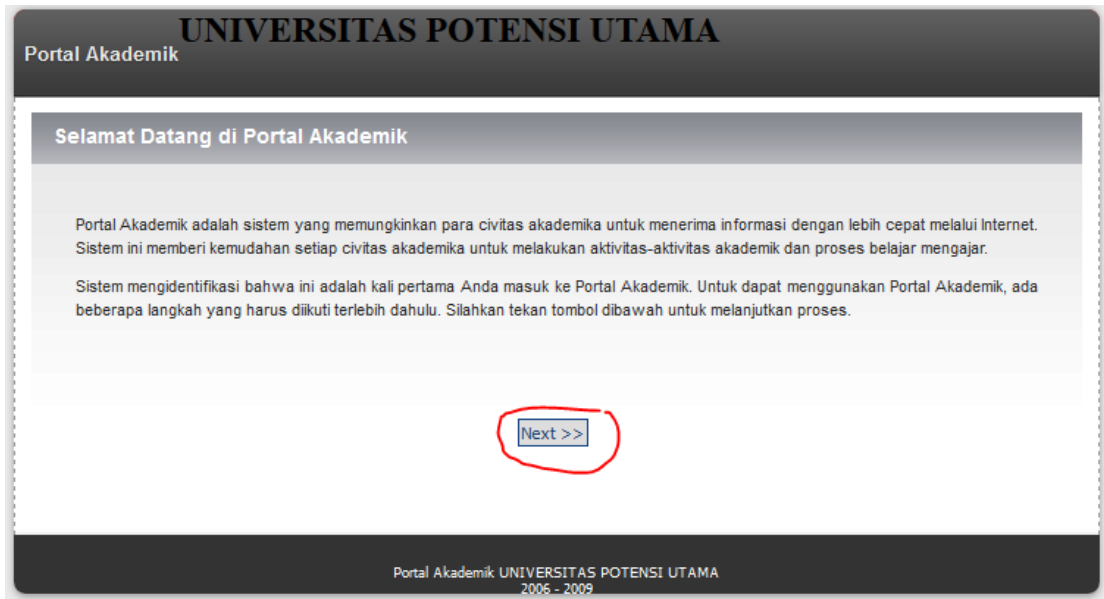 UNIVERSITAS POTENSI UTAMA
Portal Akademik
Selamat Datang di Portal Akademik
Portal Akademik adalah sistem yang memungkinkan para civitas akademika untuk menerima informasi dengan lebih cepat melalui Internet.
Sistem ini memberi kemudahan setiap civitas akademika untuk melakukan aktivitas-aktivitas akademik dan proses belajar mengajar.
Sistem mengidentifikasi bahwa ini adalah kali pertama Anda masuk ke Portal Akademik. Untuk dapat menggunakan Portal Akademik, ada
beberapa langkah yang harus diikuti terlebih dahulu. Silahkan tekan tombol dibawah untuk melanjutkan proses.
Next >>
Portal Akademik UNIVERSITAS POTENSI UTAMA
2006 - 2009